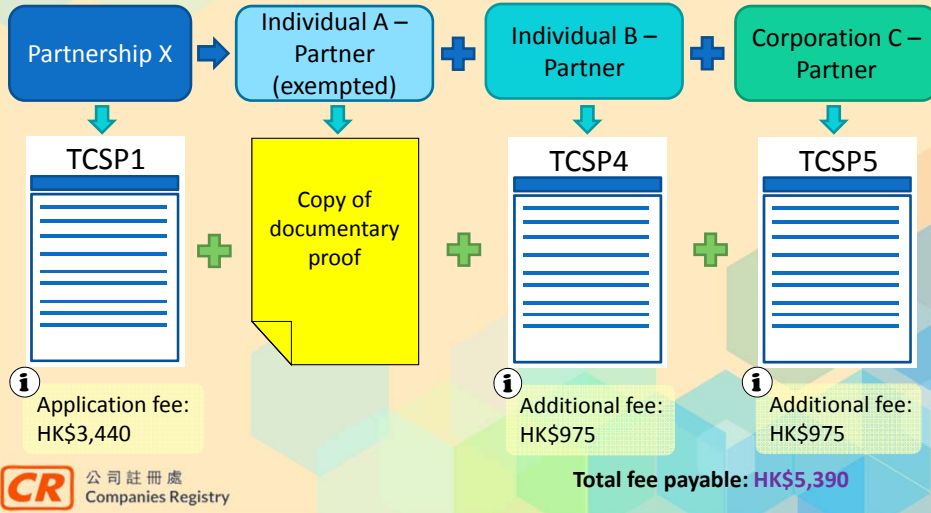 Partnership X
Individual A –
Partner
(exempted)
Individual B –
Partner
Corporation C –
Partner
TCSP1
Copy of
documentary
proof
TCSP4
TCSP5
i
Application fee:
HK$3,440
i
Additional fee:
HK$975
i
Additional fee:
HK$975
CR
公司註冊處
Companies Registry
Total fee payable: HK$5,390